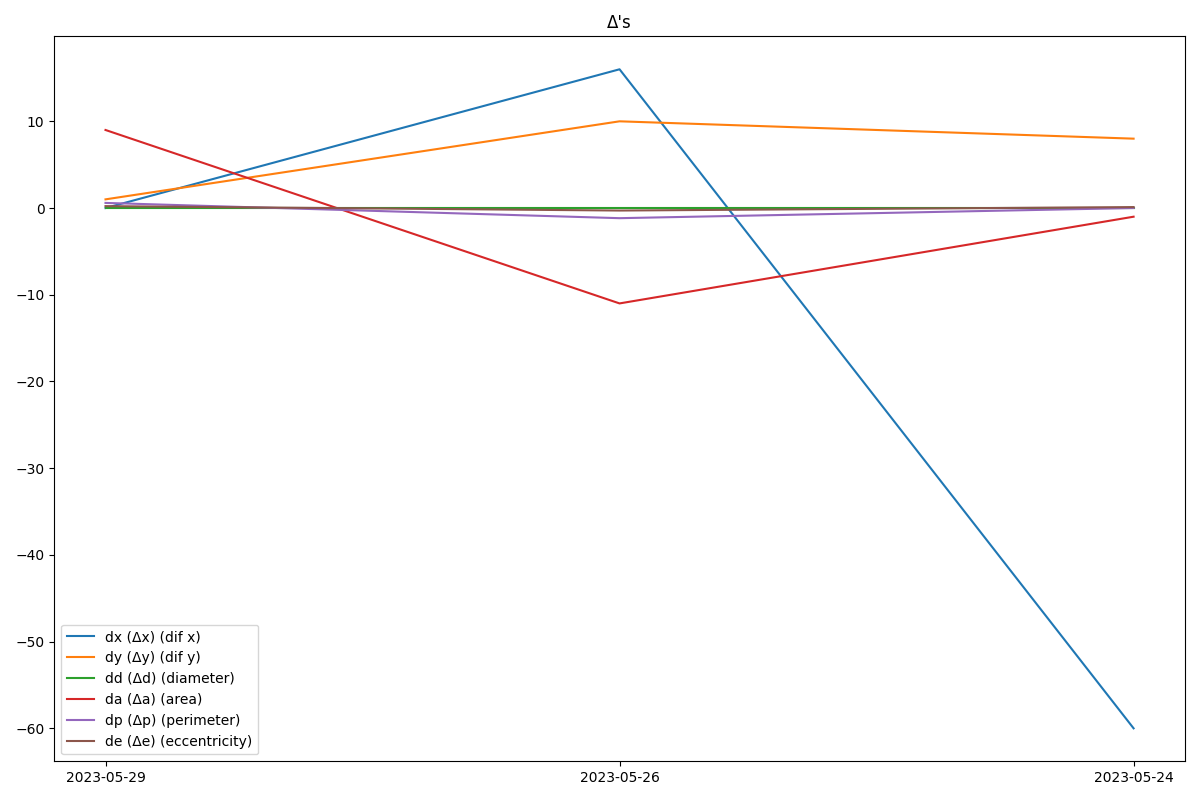 Δ's
10
0
−10
−20
−30
−40
−50
−60
dx (Δx) (dif x)
dy (Δy) (dif y)
dd (Δd) (diameter)
da (Δa) (area)
dp (Δp) (perimeter)
de (Δe) (eccentricity)
2023-05-29 2023-05-26 2023-05-24